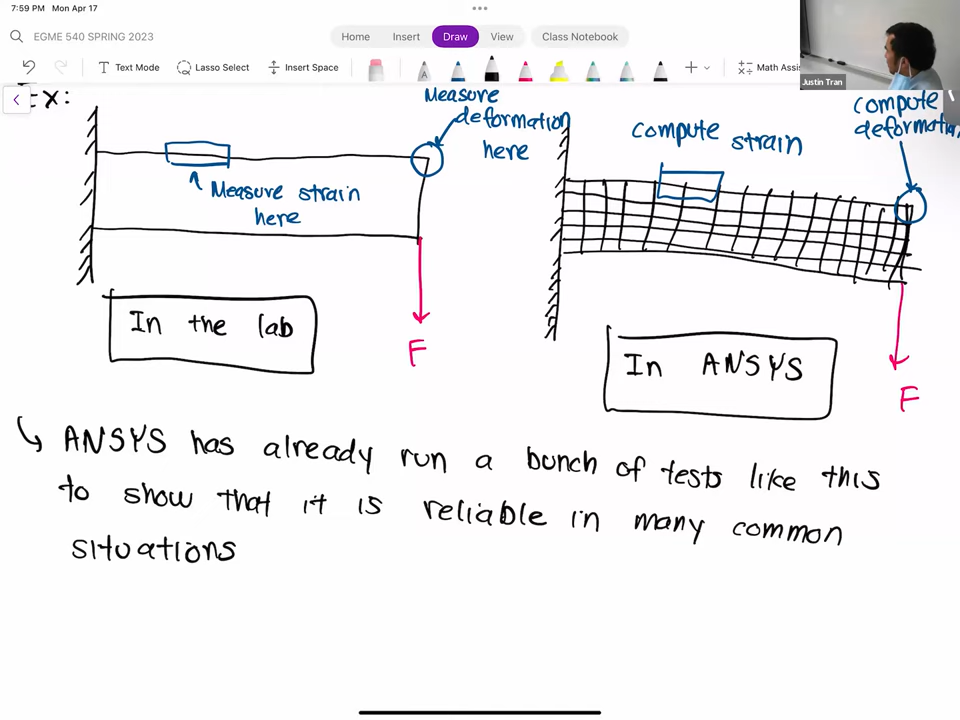 7:59 PM Mon Apr 17
EGME 540 SPRING 2023
Home Insert Draw View Class Notebook
Text Mode Lasso Select Insert Space Math Assis
Justin Tran
Ex:
Measure
deformation
here
Measure strain
here
F
In the lab
compute strain
compute
deformation
F
In ANSYS
ANSYS has already run a bunch of tests like this
to show that it is reliable in many common
situations